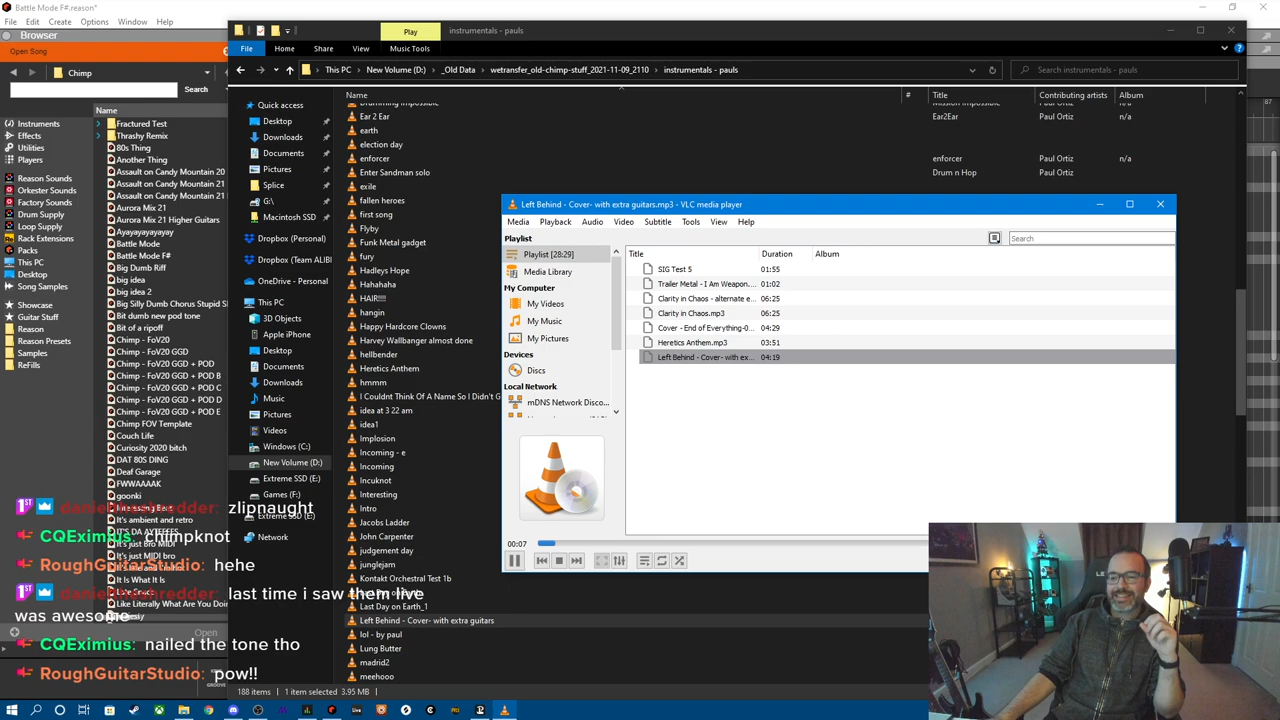 Battle Mode F#.reason*
File Edit Create Options Window Help
Browser
Open Song
Chimp
Search
Name
Instruments
Effects
Utilities
Players
Reason Sounds
Orkester Sounds
Factory Sounds
Drum Supply
Loop Supply
Rack Extensions
Packs
This PC
Desktop
Song Samples
Showcase
Guitar Stuff
Reason
Reason Presets
Samples
ReFills
Fractured Test
Thrashy Remix
80s Thing
Another Thing
Assault on Candy Mountain 20
Assault on Candy Mountain 21
Aurora Mix 21
Aurora Mix 21 Higher Guitars
Ayayayayayayay
Battle Mode
Battle Mode F#
Big Dumb Riff
big idea
big idea 2
Big Silly Dumb Chorus Stupid S
Bit dumb new pod tone
Bit of a ripoff
Chimp - FoV20
Chimp - FoV20 GGD
Chimp - FoV20 GGD + POD
Chimp - FoV20 GGD + POD B
Chimp - FoV20 GGD + POD C
Chimp - FoV20 GGD + POD D
Chimp - FoV20 GGD + POD E
Chimp FOV Template
Couch Life
Curiosity 2020 bitch
DAT 80S DING
Deaf Garage
FWWAAAK
goonki
It's ambient and retro
It's just Bro MIDI
It's just MIDI bro
It Is What It Is
Like Literally What Are You Doin
Open
Play
instrumentals - pauls
File Home Share View Music Tools
This PC New Volume (D:) _Old Data wetransfer_old-chimp-stuff_2021-11-09_2110 instrumentals - pauls
Search instrumentals - pauls
Name # Title Contributing artists Album
Quick access
Desktop
Downloads
Documents
Pictures
Splice
G:\
Macintosh SSD
Dropbox (Personal)
Dropbox (Team ALIBI
OneDrive - Personal
This PC
3D Objects
Apple iPhone
Desktop
Documents
Downloads
Music
Pictures
Videos
Windows (C:)
New Volume (D:)
Extreme SSD (E:)
Games (F:)
Extreme SSD (E:)
Network
Drumming Impossible Mission Impossible Paul Ortiz n/a
Ear 2 Ear Ear2Ear Paul Ortiz n/a
earth
election day
enforcer enforcer Paul Ortiz n/a
Enter Sandman solo Drum n Hop Paul Ortiz
exile
fallen heroes
first song
Flyby
Funk Metal gadget
fury
Hadleys Hope
Hahahaha
HAIR!!!!
hangin
Happy Hardcore Clowns
Harvey Wallbanger almost done
hellbender
Heretics Anthem
hmmm
I Couldnt Think Of A Name So I Didn't G
idea at 3 22 am
idea1
Implosion
Incoming - e
Incoming
Incuknot
Interesting
Intro
Jacobs Ladder
John Carpenter
judgement day
junglejam
Kontakt Orchestral Test 1b
Last Day on Earth_1
Left Behind - Cover- with extra guitars
lol - by paul
Lung Butter
madrid2
meehooo
188 items 1 item selected 3.95 MB
Left Behind - Cover- with extra guitars.mp3 - VLC media player
Media Playback Audio Video Subtitle Tools View Help
Playlist
Playlist [28:29]
Media Library
My Computer
My Videos
My Music
My Pictures
Devices
Discs
Local Network
mDNS Network Disco...
Search
Title Duration Album
SIG Test 5 01:55
Trailer Metal - I Am Weapon.... 01:02
Clarity in Chaos - alternate e... 06:25
Clarity in Chaos.mp3 06:25
Cover - End of Everything-0... 04:29
Heretics Anthem.mp3 03:51
Left Behind - Cover- with ex... 04:19
00:07
zlipnaught
CQEximius: chimpknot
RoughGuitarStudio: hehe
last time i saw them live
was awesome
CQEximius: nailed the tone tho
RoughGuitarStudio: pow!!